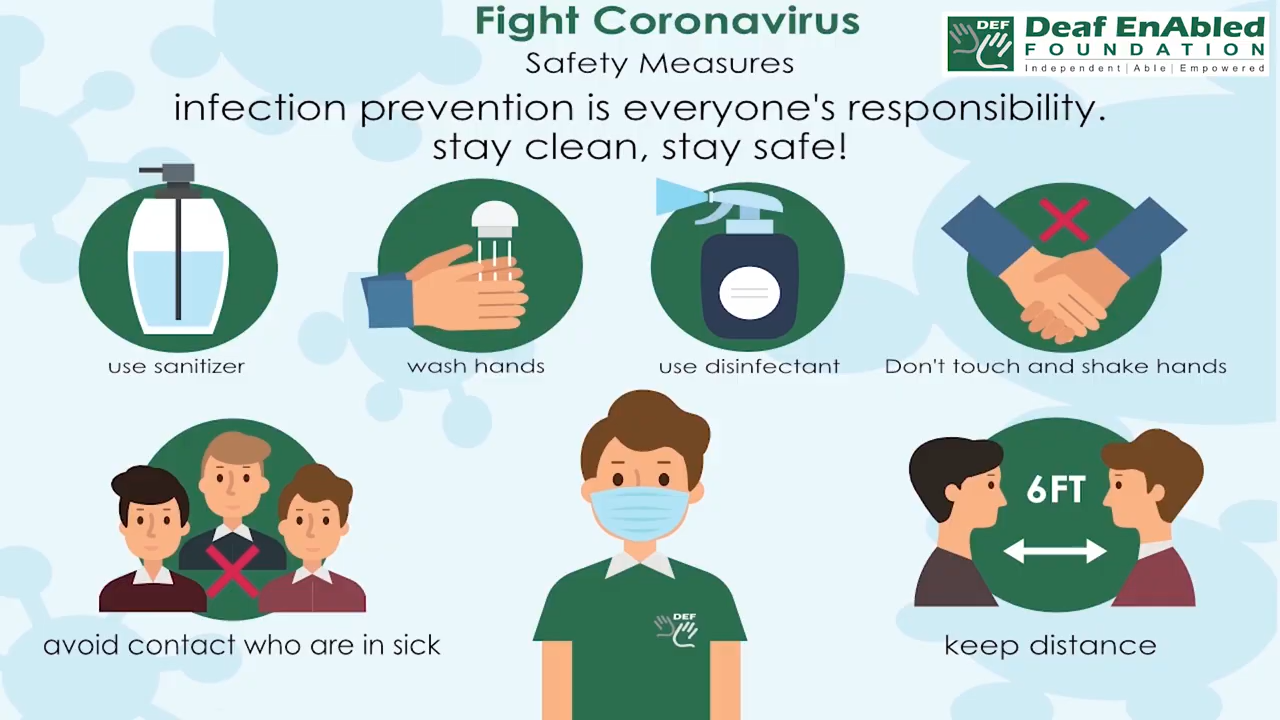 Fight Coronavirus
Safety Measures
DEF
Deaf EnAbled
FOUNDATION
Independent | Able | Empowered
infection prevention is everyone's responsibility.
stay clean, stay safe!
use sanitizer
wash hands
use disinfectant
Don't touch and shake hands
6FT
DEF
avoid contact who are in sick
keep distance